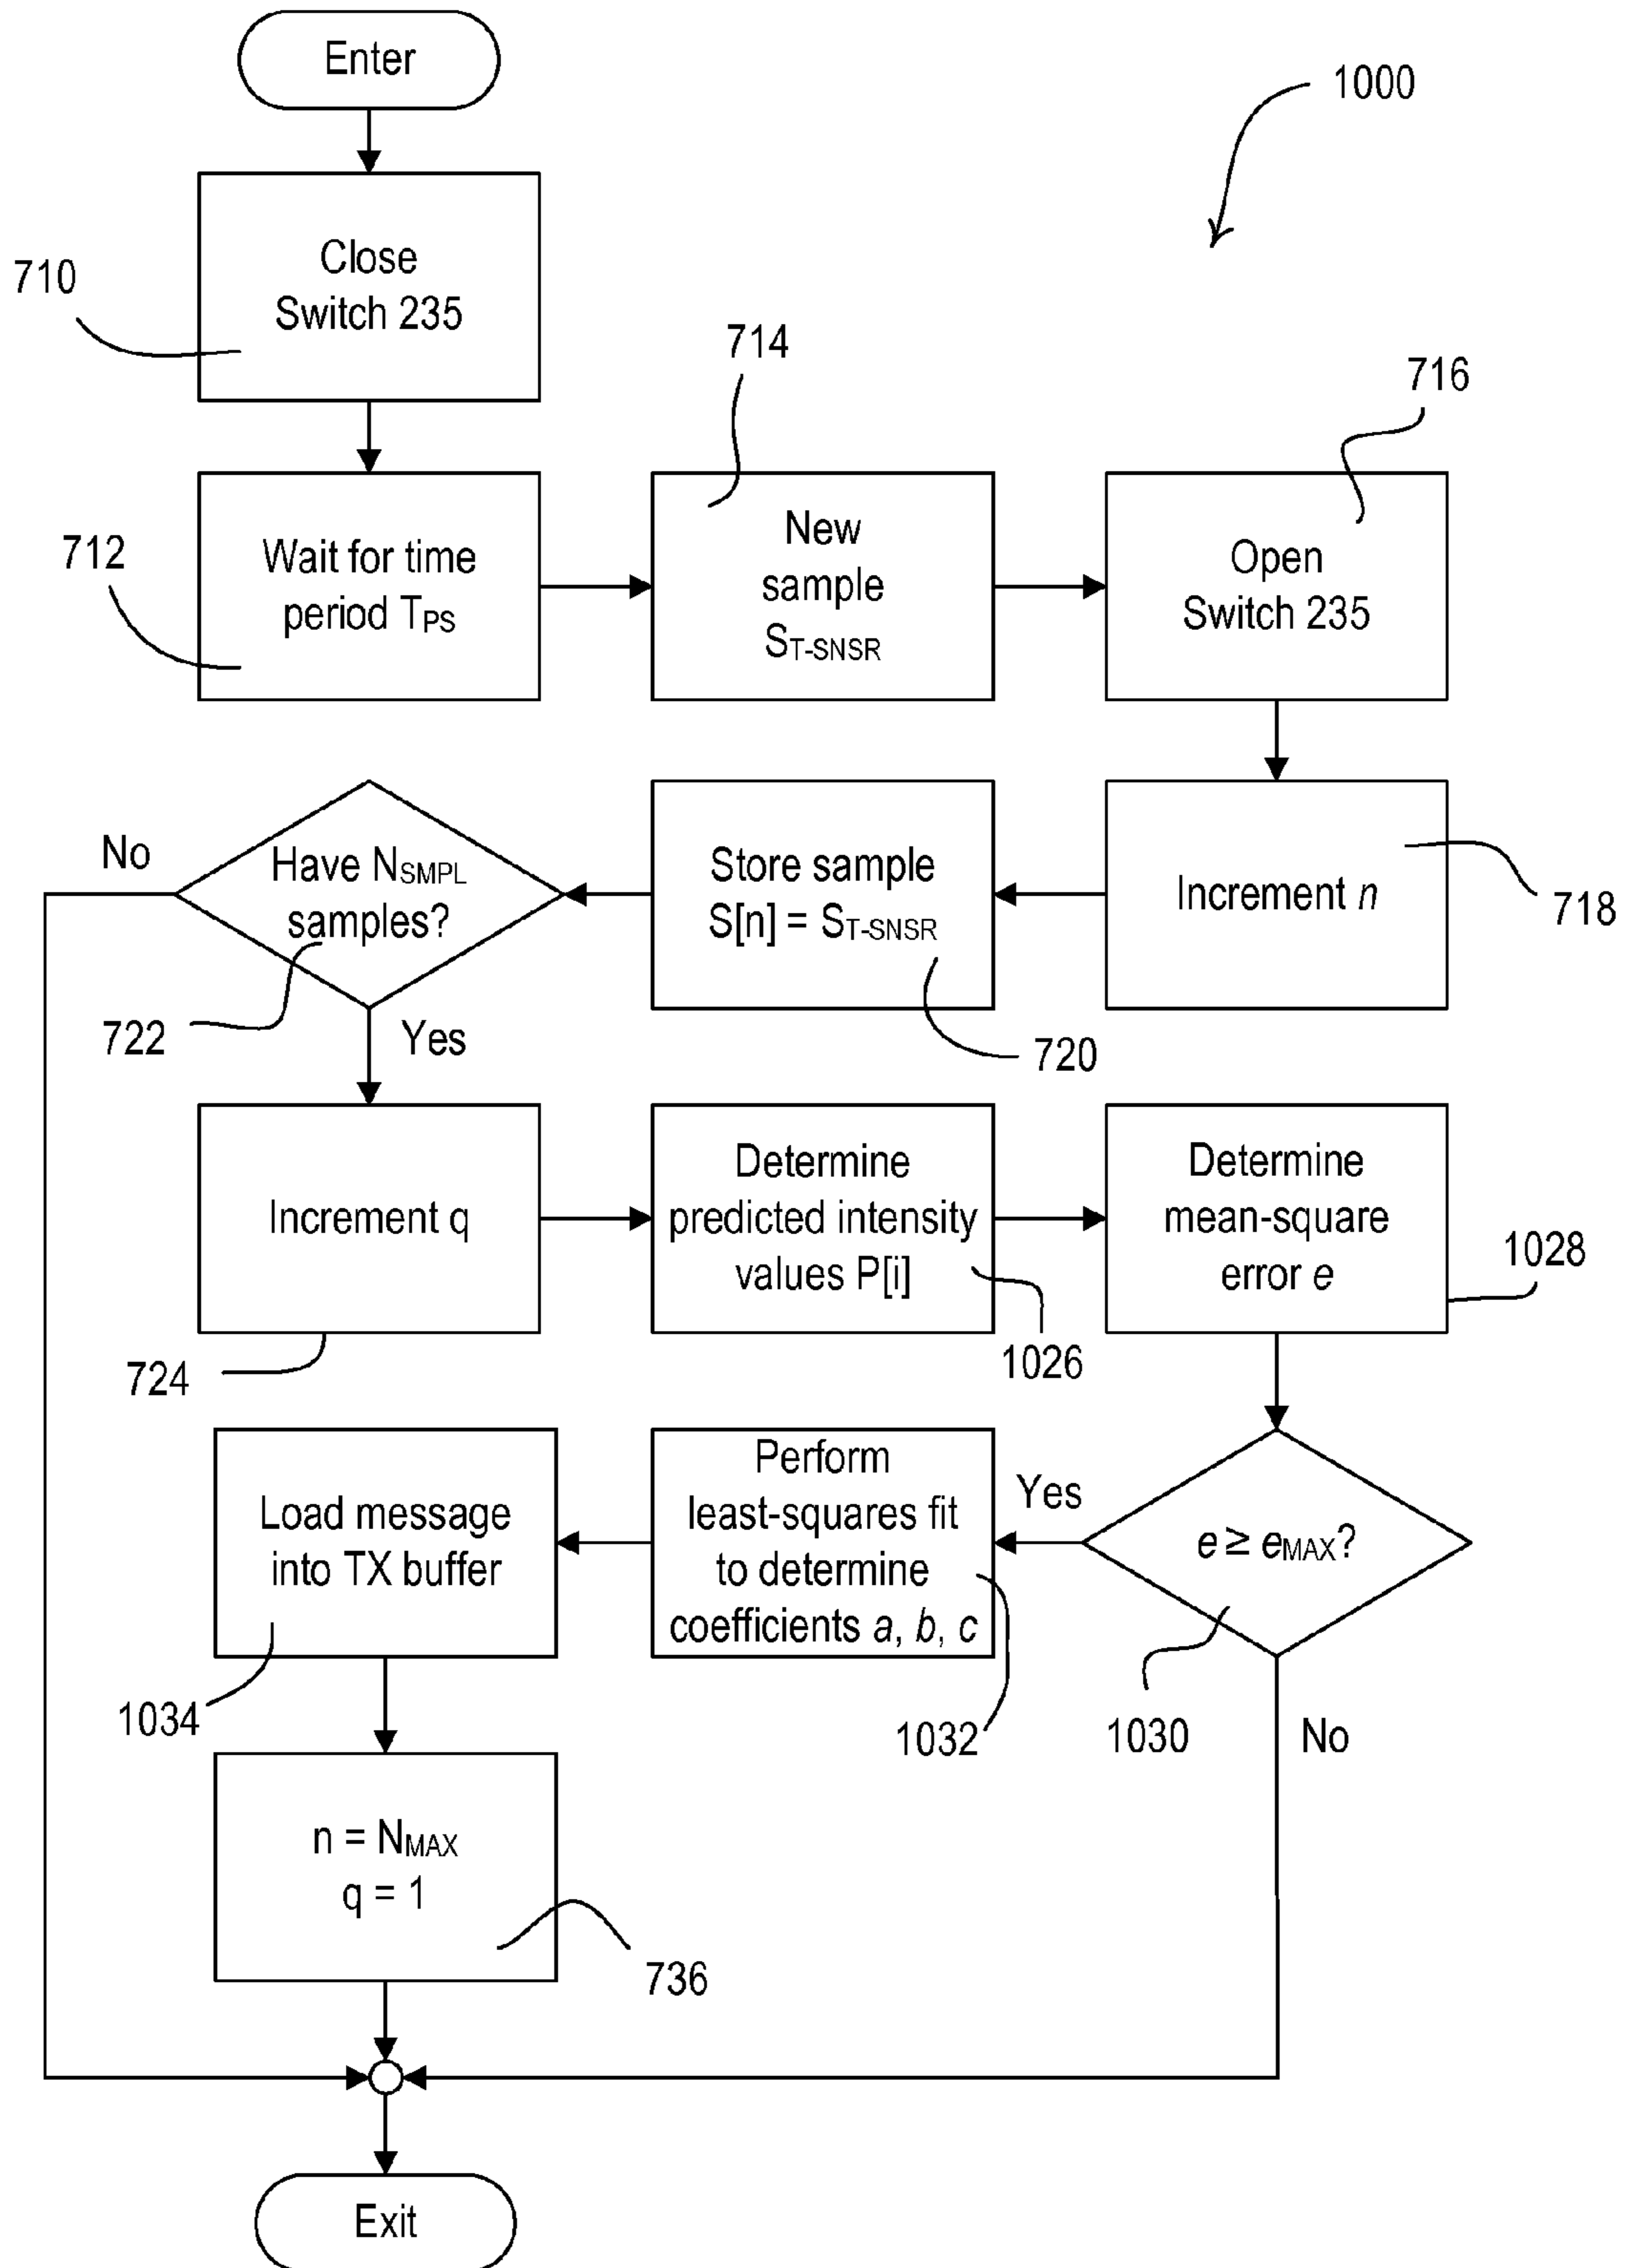 Enter
1000
Close
Switch 235
710
714
716
Wait for time
period TPS
712
New
sample
ST-SNSR
Open
Switch 235
No
Have NSMPL
samples?
722
Yes
Store sample
S[n] = ST-SNSR
720
Increment n
718
Increment q
724
Determine
predicted intensity
values P[i]
1026
Determine
mean-square
error e
1028
Load message
into TX buffer
1034
Perform
least-squares fit
to determine
coefficients a, b, c
1032
Yes
e ≥ eMAX?
1030
No
n = NMAX
q = 1
736
Exit